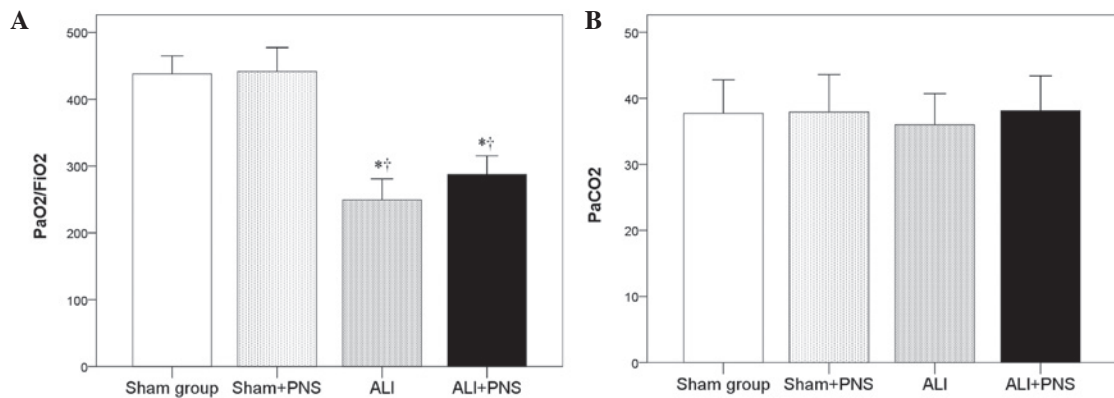 A
PaO2/FiO2
500
400
300
200
100
0
*†
*†
Sham group Sham+PNS ALI ALI+PNS
B
PaCO2
50
40
30
20
10
0
Sham group Sham+PNS ALI ALI+PNS